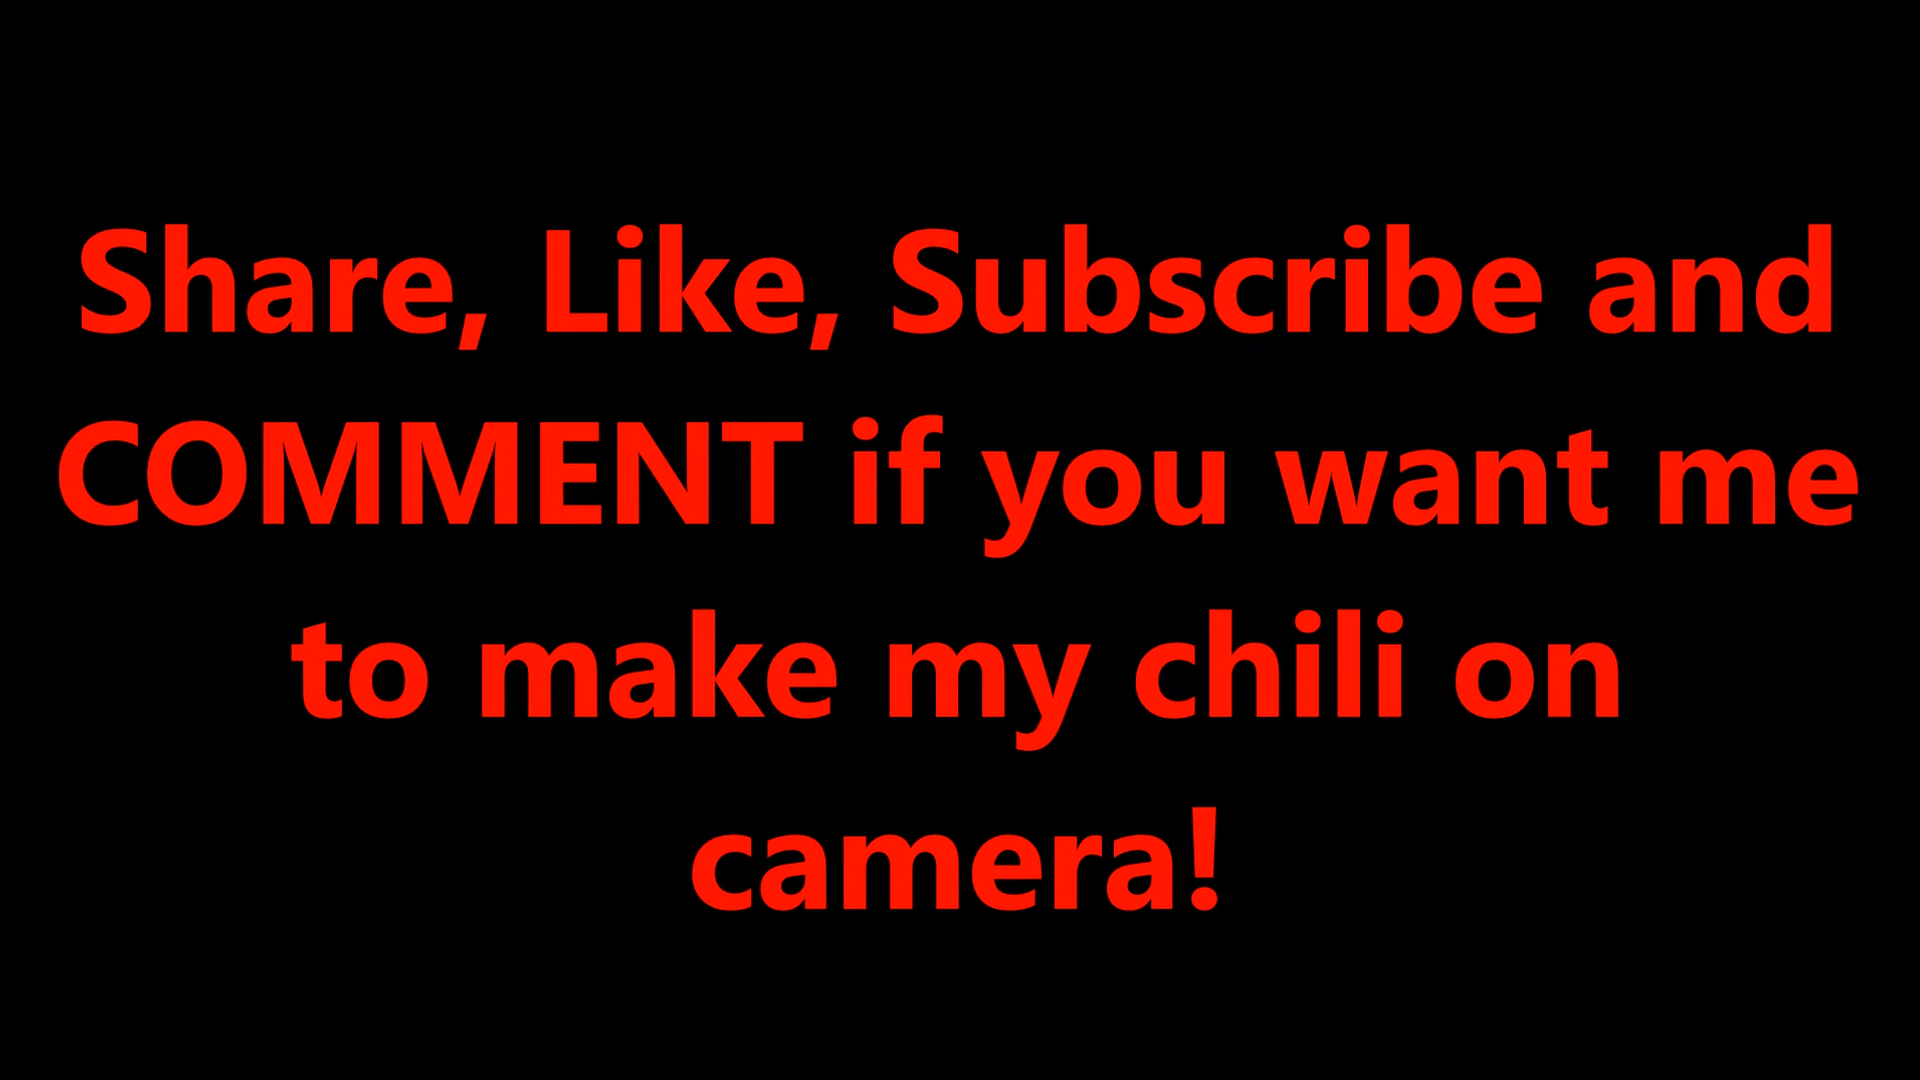 Share, Like, Subscribe and
COMMENT if you want me
to make my chili on
camera!